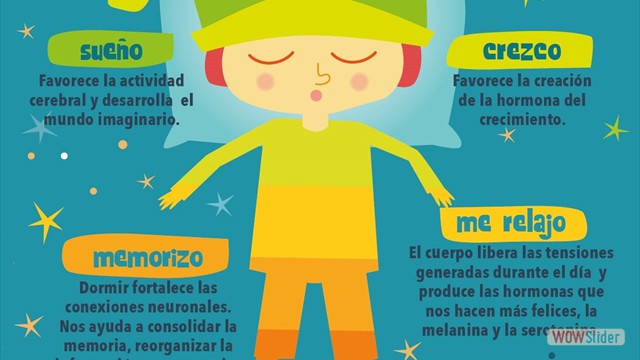 sueño
Favorece la actividad
cerebral y desarrolla el
mundo imaginario.
crezco
Favorece la creación
de la hormona del
crecimiento.
memorizo
Dormir fortalece las
conexiones neuronales.
Nos ayuda a consolidar la
memoria, reorganizar la
me relajo
El cuerpo libera las tensiones
generadas durante el día y
produce las hormonas que
nos hacen más felices, la
melanina y la serotonina.
WOWSlider